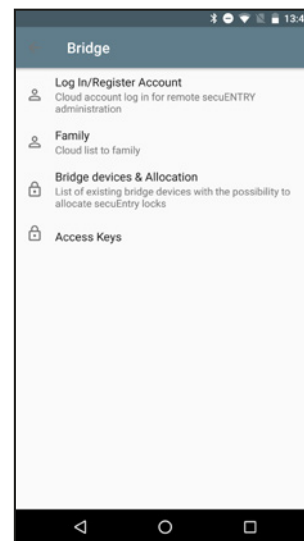 13:4
Bridge
Log In/Register Account
Cloud account log in for remote secuENTRY
administration
Family
Cloud list to family
Bridge devices & Allocation
List of existing bridge devices with the possibility to
allocate secuEntry locks
Access Keys